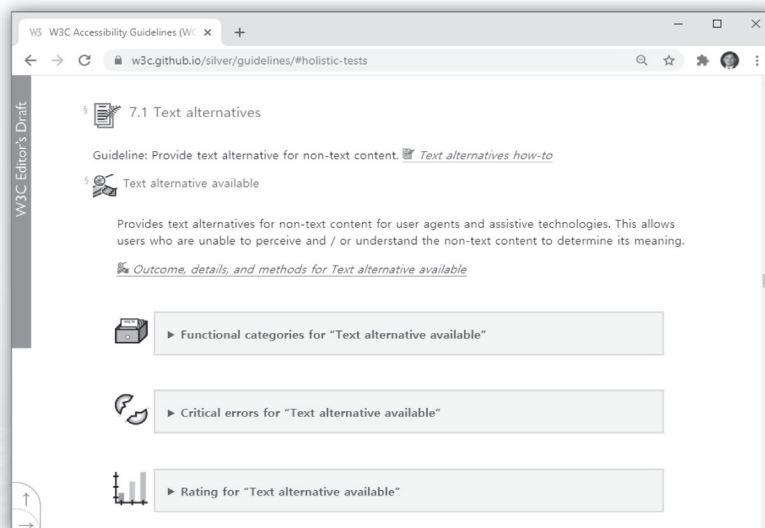 W3 W3C Accessibility Guidelines (WC
w3c.github.io/silver/guidelines/#holistic-tests
W3C Editor's Draft
§ 7.1 Text alternatives
Guideline: Provide text alternative for non-text content. Text alternatives how-to
§ Text alternative available
Provides text alternatives for non-text content for user agents and assistive technologies. This allows
users who are unable to perceive and / or understand the non-text content to determine its meaning.
Outcome, details, and methods for Text alternative available
▶ Functional categories for "Text alternative available"
▶ Critical errors for "Text alternative available"
▶ Rating for "Text alternative available"